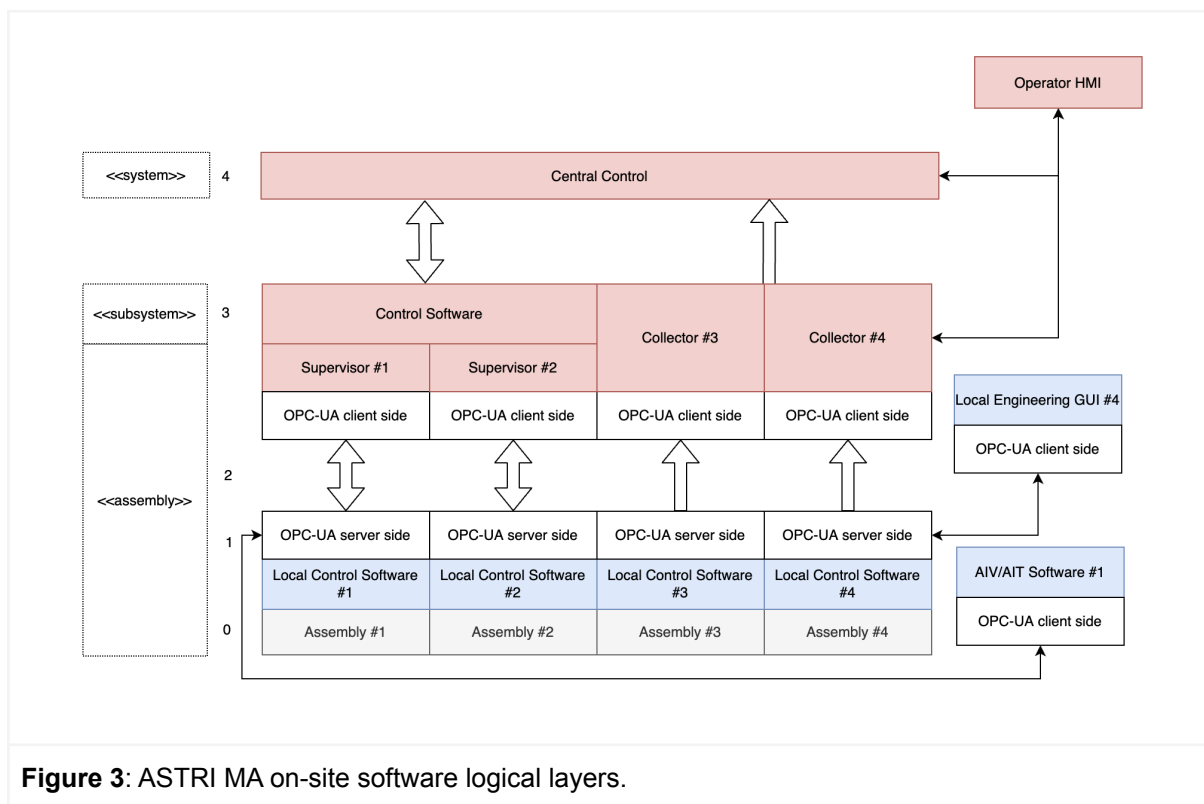 Operator HMI
<<system>>
4
Central Control
<<subsystem>>
3
Control Software
Collector #3
Collector #4
Supervisor #1
Supervisor #2
OPC-UA client side
OPC-UA client side
OPC-UA client side
OPC-UA client side
Local Engineering GUI #4
OPC-UA client side
<<assembly>>
2
1
OPC-UA server side
OPC-UA server side
OPC-UA server side
OPC-UA server side
Local Control Software
#1
Local Control Software
#2
Local Control Software
#3
Local Control Software
#4
AIV/AIT Software #1
OPC-UA client side
0
Assembly #1
Assembly #2
Assembly #3
Assembly #4
Figure 3: ASTRI MA on-site software logical layers.